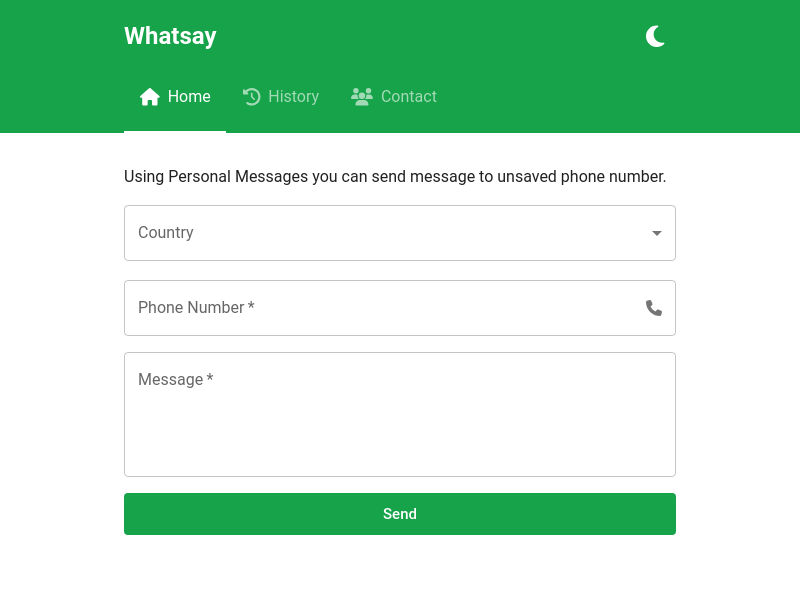 Whatsay
Home
History
Contact
Using Personal Messages you can send message to unsaved phone number.
Country
Phone Number *
Message *
Send